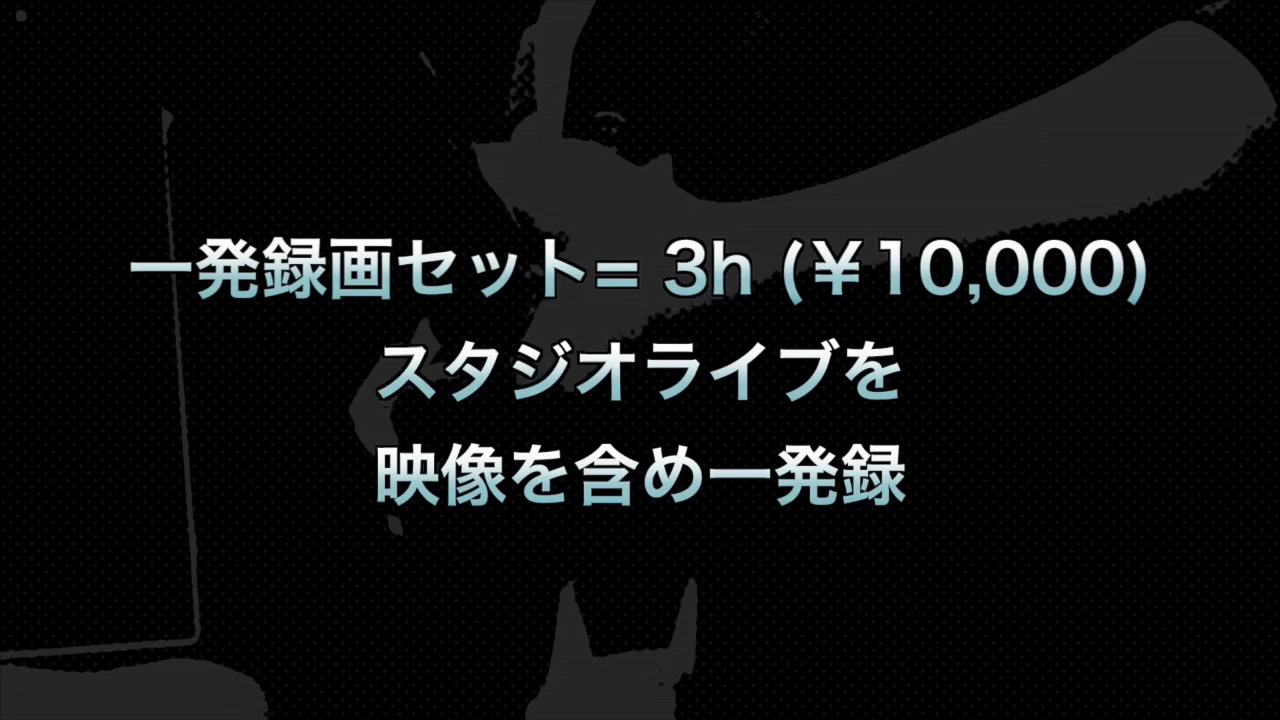 一発録画セット= 3h (￥10,000)
スタジオライブを
映像を含め一発録